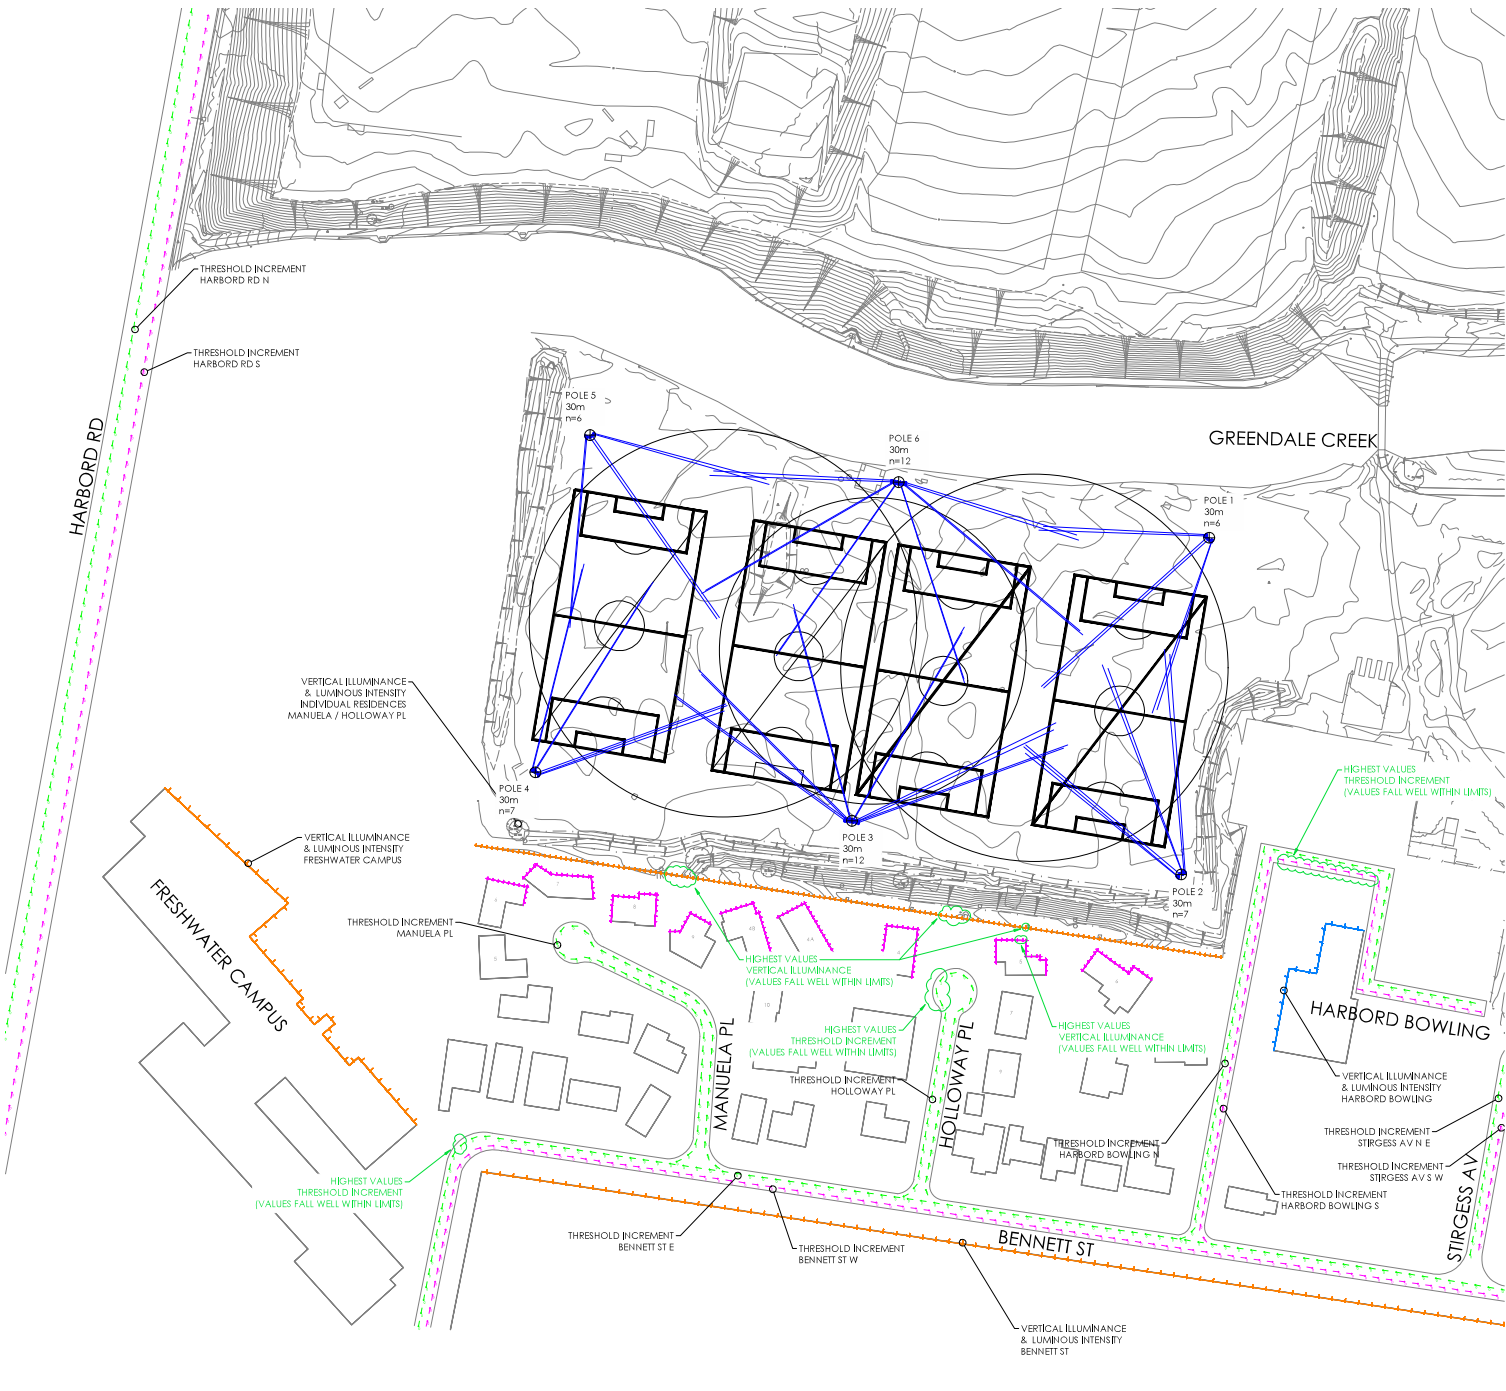 THRESHOLD INCREMENT
HARBORD RD N
THRESHOLD INCREMENT
HARBORD RD S
HARBORD RD
POLE 5
30m
n=6
POLE 6
30m
n=12
GREENDALE CREEK
POLE 1
30m
n=6
VERTICAL ILLUMINANCE
& LUMINOUS INTENSITY
INDIVIDUAL RESIDENCES
MANUELA / HOLLOWAY PL
POLE 4
30m
n=7
POLE 3
30m
n=12
POLE 2
30m
n=7
HIGHEST VALUES
THRESHOLD INCREMENT
(VALUES FALL WELL WITHIN LIMITS)
VERTICAL ILLUMINANCE
& LUMINOUS INTENSITY
FRESHWATER CAMPUS
FRESHWATER CAMPUS
THRESHOLD INCREMENT
MANUELA PL
HIGHEST VALUES
VERTICAL ILLUMINANCE
(VALUES FALL WELL WITHIN LIMITS)
HIGHEST VALUES
THRESHOLD INCREMENT
(VALUES FALL WELL WITHIN LIMITS)
HIGHEST VALUES
VERTICAL ILLUMINANCE
(VALUES FALL WELL WITHIN LIMITS)
HARBORD BOWLING
MANUELA PL
HOLLOWAY PL
THRESHOLD INCREMENT
HOLLOWAY PL
VERTICAL ILLUMINANCE
& LUMINOUS INTENSITY
HARBORD BOWLING
THRESHOLD INCREMENT
HARBORD BOWLING N
THRESHOLD INCREMENT
STIRGESS AV N E
THRESHOLD INCREMENT
STIRGESS AV S W
THRESHOLD INCREMENT
HARBORD BOWLING S
STIRGESS AV
HIGHEST VALUES
THRESHOLD INCREMENT
(VALUES FALL WELL WITHIN LIMITS)
THRESHOLD INCREMENT
BENNETT ST E
THRESHOLD INCREMENT
BENNETT ST W
BENNETT ST
VERTICAL ILLUMINANCE
& LUMINOUS INTENSITY
BENNETT ST